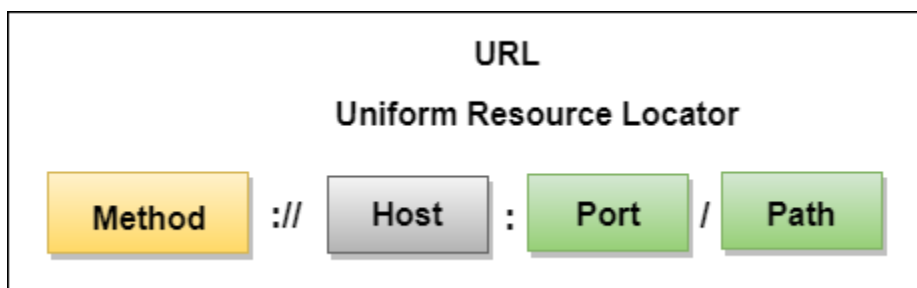 URL
Uniform Resource Locator
Method :// Host : Port / Path